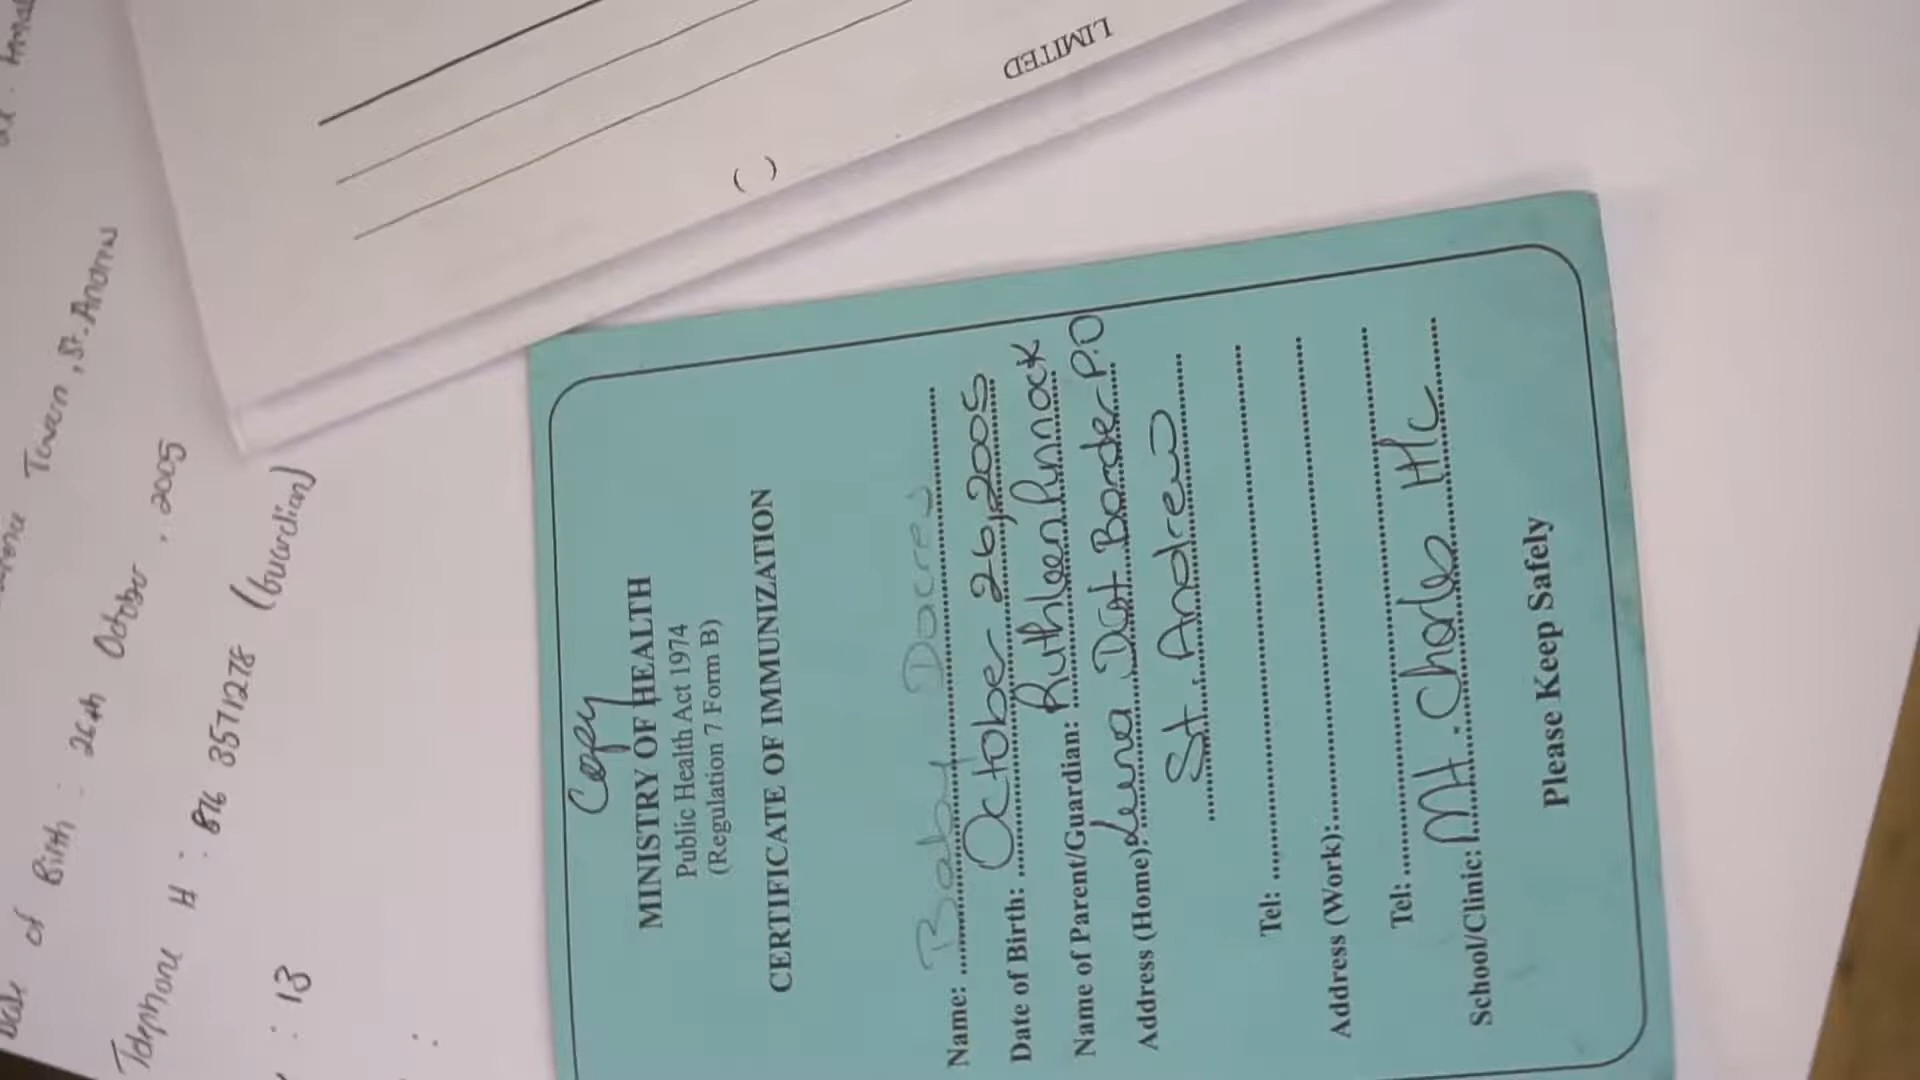 Town, St. Andrew
Date of Birth : 26th October, 2005
Telephone H : 876 3571278 (Guardian)
: 13
:
LIMITED
( )
Copy
MINISTRY OF HEALTH
Public Health Act 1974
(Regulation 7 Form B)
CERTIFICATE OF IMMUNIZATION
Name: Baby Dacres
Date of Birth: October 26, 2005
Name of Parent/Guardian: Ruthleen Pinnock
Address (Home): Border P.O
St. Andrew
Tel:
Address (Work):
Tel:
School/Clinic: Mt. Charles H/C
Please Keep Safely